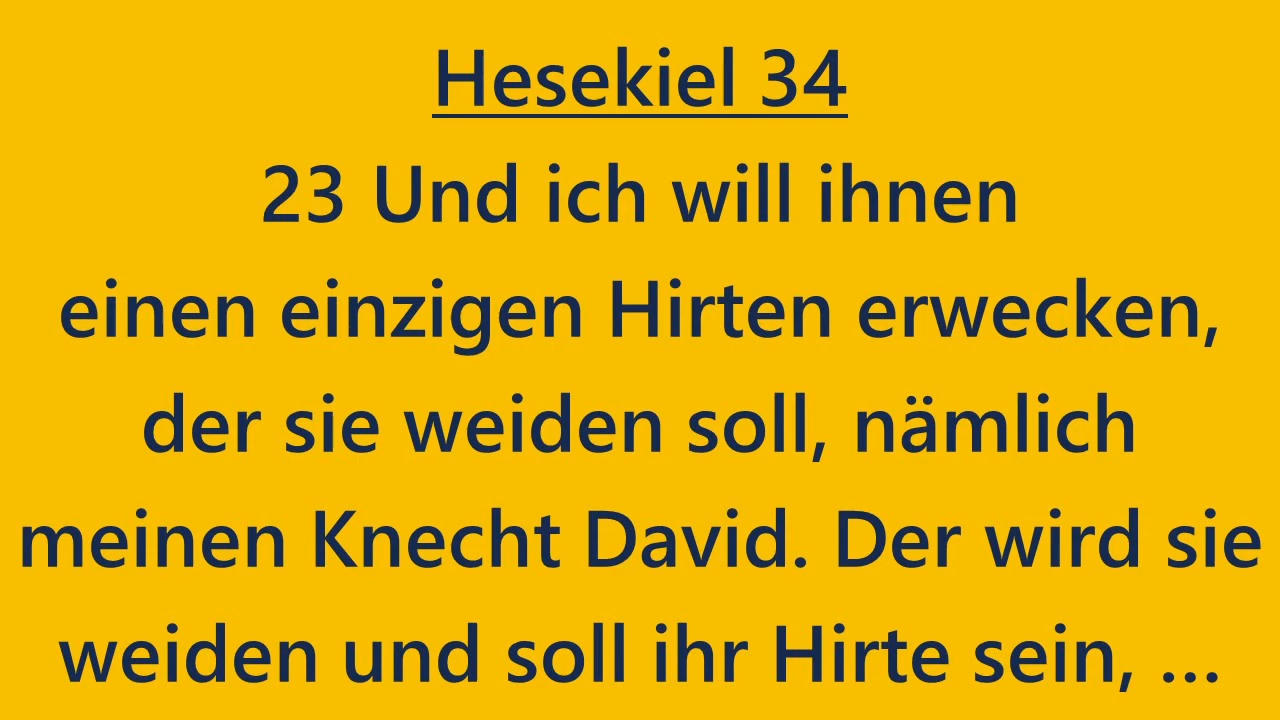 Hesekiel 34
23 Und ich will ihnen
einen einzigen Hirten erwecken,
der sie weiden soll, nämlich
meinen Knecht David. Der wird sie
weiden und soll ihr Hirte sein, ...